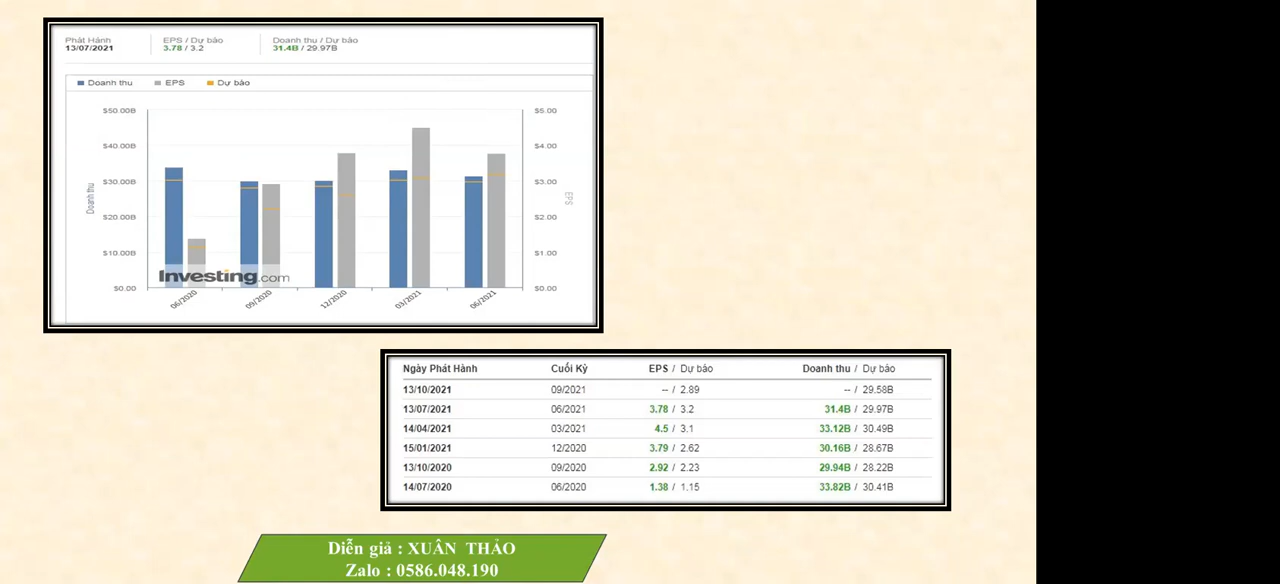 Phát Hành EPS / Dự báo Doanh thu / Dự báo
13/07/2021 3.78 / 3.2 31.4B / 29.97B
Doanh thu EPS Dự báo
$50.00B $5.00
$40.00B $4.00
$30.00B $3.00
Doanh thu EPS
$20.00B $2.00
$10.00B $1.00
Investing.com
$0.00 $0.00
06/2020 09/2020 12/2020 03/2021 06/2021
Ngày Phát Hành Cuối Kỳ EPS / Dự báo Doanh thu / Dự báo
13/10/2021 09/2021 -- / 2.89 -- / 29.58B
13/07/2021 06/2021 3.78 / 3.2 31.4B / 29.97B
14/04/2021 03/2021 4.5 / 3.1 33.12B / 30.49B
15/01/2021 12/2020 3.79 / 2.62 30.16B / 28.67B
13/10/2020 09/2020 2.92 / 2.23 29.94B / 28.22B
14/07/2020 06/2020 1.38 / 1.15 33.82B / 30.41B
Diễn giả : XUÂN THẢO
Zalo : 0586.048.190